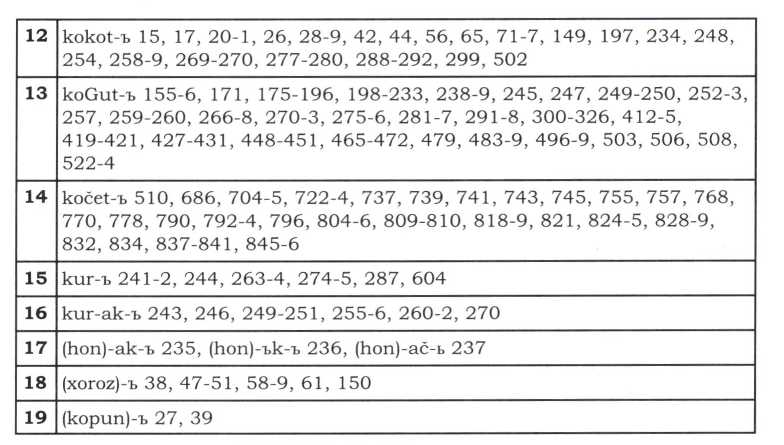 12 kokot-ъ 15, 17, 20-1, 26, 28-9, 42, 44, 56, 65, 71-7, 149, 197, 234, 248,
254, 258-9, 269-270, 277-280, 288-292, 299, 502
13 koGut-ъ 155-6, 171, 175-196, 198-233, 238-9, 245, 247, 249-250, 252-3,
257, 259-260, 266-8, 270-3, 275-6, 281-7, 291-8, 300-326, 412-5,
419-421, 427-431, 448-451, 465-472, 479, 483-9, 496-9, 503, 506, 508,
522-4
14 kočet-ъ 510, 686, 704-5, 722-4, 737, 739, 741, 743, 745, 755, 757, 768,
770, 778, 790, 792-4, 796, 804-6, 809-810, 818-9, 821, 824-5, 828-9,
832, 834, 837-841, 845-6
15 kur-ъ 241-2, 244, 263-4, 274-5, 287, 604
16 kur-ak-ъ 243, 246, 249-251, 255-6, 260-2, 270
17 (hon)-ak-ъ 235, (hon)-ъk-ъ 236, (hon)-ač-ь 237
18 (xoroz)-ъ 38, 47-51, 58-9, 61, 150
19 (kopun)-ъ 27, 39